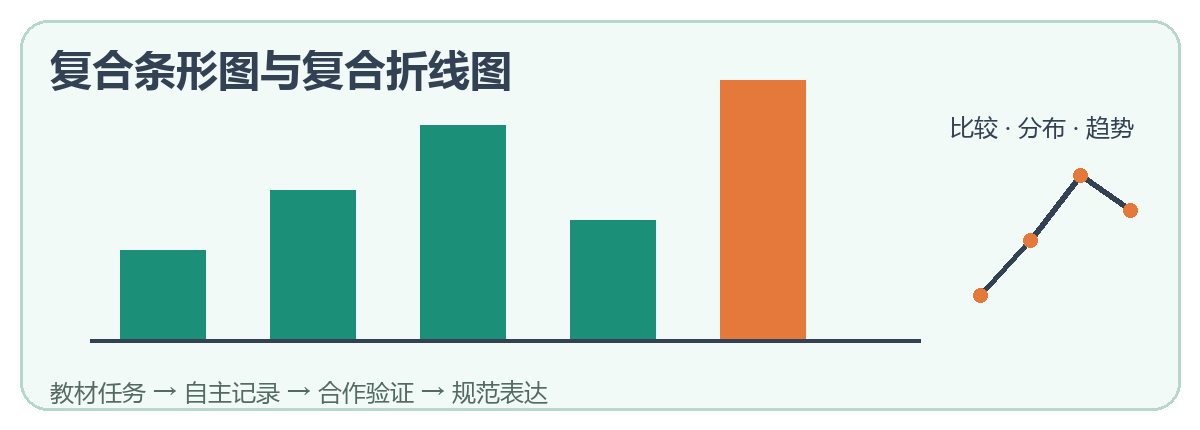 复合条形图与复合折线图
比较 · 分布 · 趋势
教材任务 → 自主记录 → 合作验证 → 规范表达